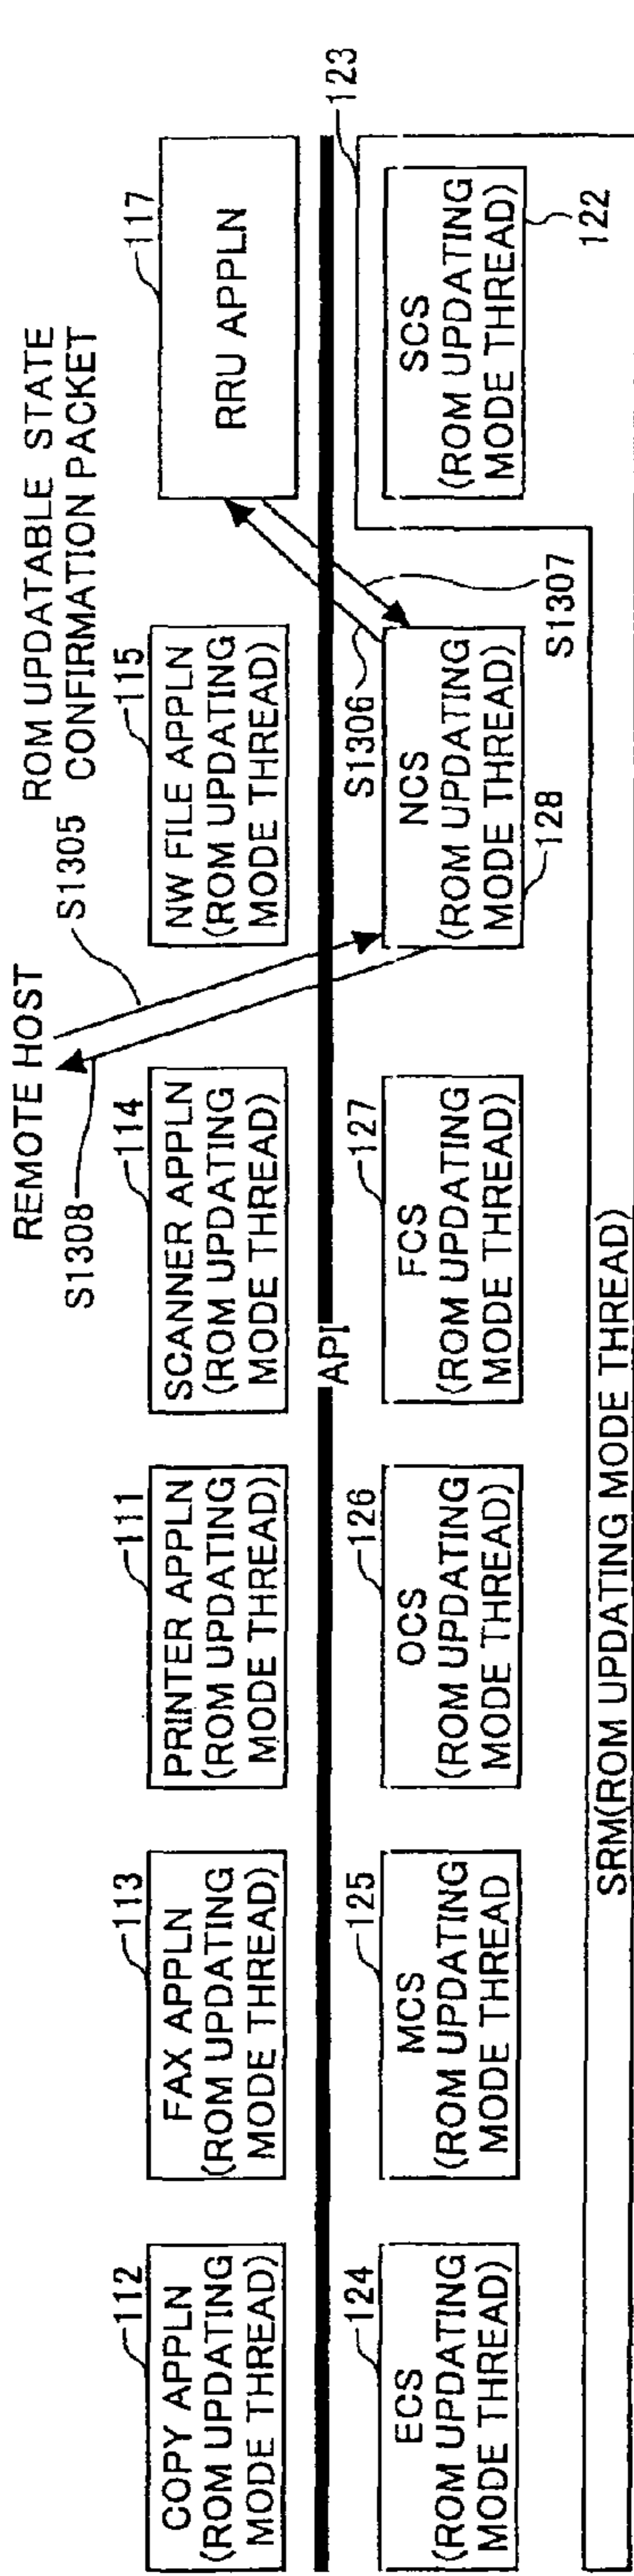 REMOTE HOST
ROM UPDATABLE STATE
CONFIRMATION PACKET
S1308
S1305
112
COPY APPLN
(ROM UPDATING
MODE THREAD)
113
FAX APPLN
(ROM UPDATING
MODE THREAD)
111
PRINTER APPLN
(ROM UPDATING
MODE THREAD)
114
SCANNER APPLN
(ROM UPDATING
MODE THREAD)
115
NW FILE APPLN
(ROM UPDATING
MODE THREAD)
117
RRU APPLN
API
123
S1306
S1307
124
ECS
(ROM UPDATING
MODE THREAD)
125
MCS
(ROM UPDATING
MODE THREAD
126
OCS
(ROM UPDATING
MODE THREAD)
127
FCS
(ROM UPDATING
MODE THREAD)
NCS
(ROM UPDATING
MODE THREAD)
128
SCS
(ROM UPDATING
MODE THREAD)
122
SRM(ROM UPDATING MODE THREAD)